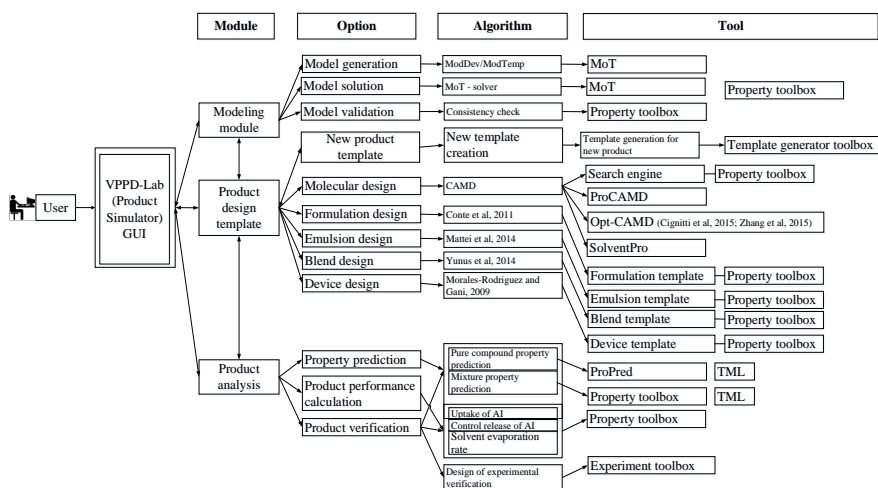 Module
Option
Algorithm
Tool
Model generation
ModDev/ModTemp
MoT
Model solution
MoT - solver
MoT
Property toolbox
Modeling
module
Model validation
Consistency check
Property toolbox
New product
template
New template
creation
Template generation for
new product
Template generator toolbox
User
VPPD-Lab
(Product
Simulator)
GUI
Product
design
template
Molecular design
CAMD
Search engine
Property toolbox
ProCAMD
Opt-CAMD (Cignitti et al, 2015; Zhang et al, 2015)
SolventPro
Formulation design
Conte et al, 2011
Formulation template
Property toolbox
Emulsion design
Mattei et al, 2014
Emulsion template
Property toolbox
Blend design
Yunus et al, 2014
Blend template
Property toolbox
Device design
Morales-Rodriguez and
Gani, 2009
Device template
Property toolbox
Product
analysis
Property prediction
Pure compound property
prediction
ProPred
TML
Mixture property
prediction
Property toolbox
TML
Product performance
calculation
Uptake of AI
Control release of AI
Solvent evaporation
rate
Property toolbox
Product verification
Design of experimental
verification
Experiment toolbox